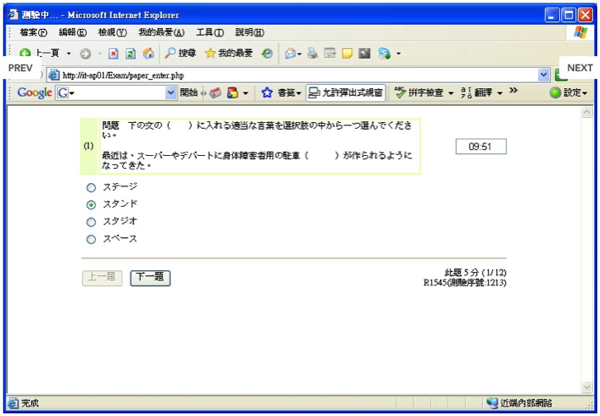 測驗中... - Microsoft Internet Explorer
檔案(F) 編輯(E) 檢視(V) 我的最愛(A) 工具(T) 說明(H)
上一頁 搜尋 我的最愛
PREV NEXT
http://rt-ap01/Exam/paper_enter.php
Google G 開始 書籤 允許彈出式視窗 拼字檢查 翻譯 設定
問題 下の文の( )に入れる適当な言葉を選択肢の中から一つ選んでくださ
い。
(1)
09:51
最近は、スーパーやデパートに身体障害者用の駐車( )が作られるように
なってきた。
ステージ
スタンド
スタジオ
スペース
上一題 下一題
此題 5 分 (1/12)
R1545(測驗序號:1213)
完成 近端內部網路